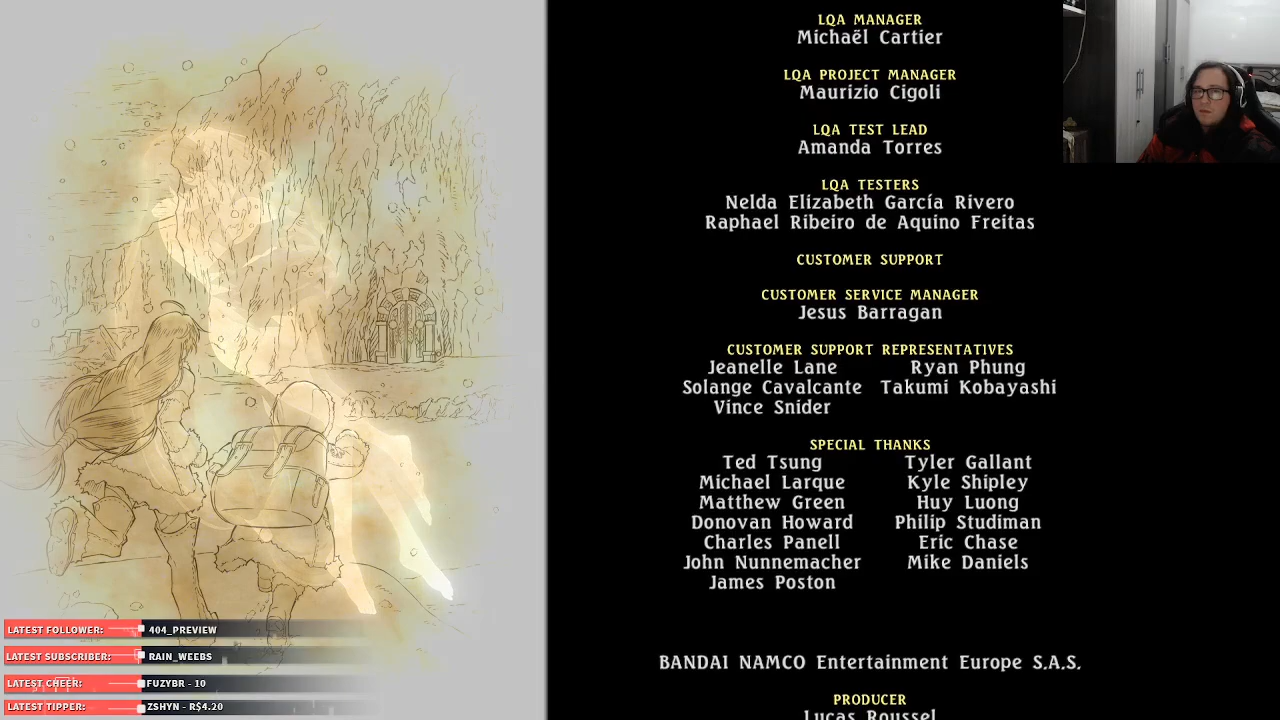 LQA MANAGER
Michaël Cartier
LQA PROJECT MANAGER
Maurizio Cigoli
LQA TEST LEAD
Amanda Torres
LQA TESTERS
Nelda Elizabeth García Rivero
Raphael Ribeiro de Aquino Freitas
CUSTOMER SUPPORT
CUSTOMER SERVICE MANAGER
Jesus Barragan
CUSTOMER SUPPORT REPRESENTATIVES
Jeanelle Lane Ryan Phung
Solange Cavalcante Takumi Kobayashi
Vince Snider
SPECIAL THANKS
Ted Tsung Tyler Gallant
Michael Larque Kyle Shipley
Matthew Green Huy Luong
Donovan Howard Philip Studiman
Charles Panell Eric Chase
John Nunnemacher Mike Daniels
James Poston
BANDAI NAMCO Entertainment Europe S.A.S.
PRODUCER
Lucas Roussel
LATEST FOLLOWER: 404_PREVIEW
LATEST SUBSCRIBER: RAIN_WEEBS
LATEST CHEER: FUZYBR - 10
LATEST TIPPER: ZSHYN - R$4.20